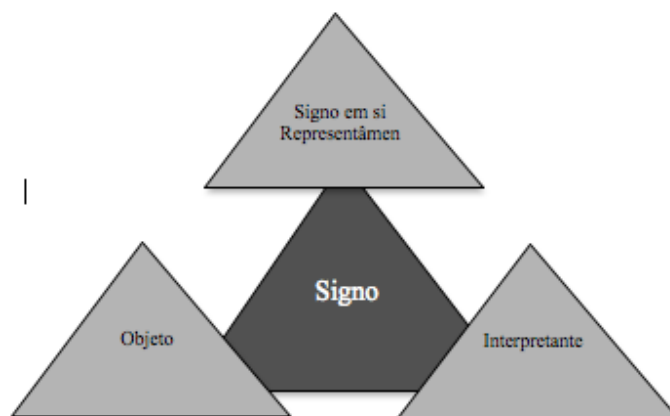 Signo em si
Representâmen
Signo
Objeto
Interpretante